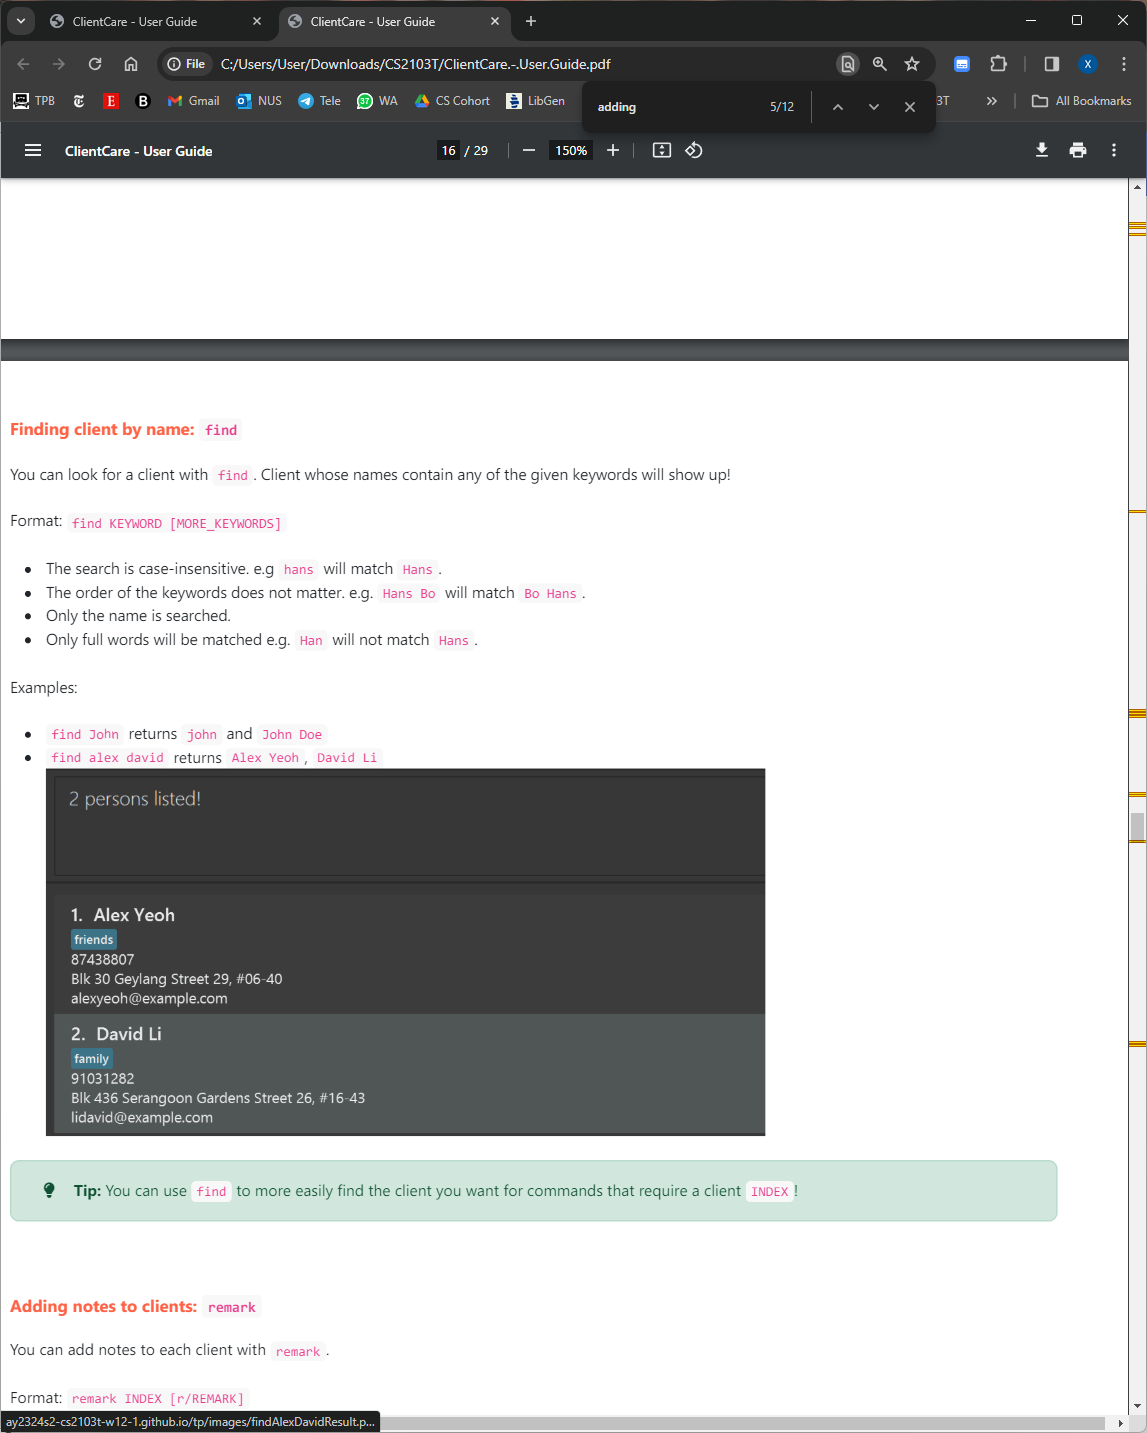 ClientCare - User Guide
ClientCare - User Guide
File C:/Users/User/Downloads/CS2103T/ClientCare.-.User.Guide.pdf X
TPB E B Gmail NUS Tele 37 WA CS Cohort LibGen 3T » All Bookmarks
adding 5/12
ClientCare - User Guide 16 / 29 150%
Finding client by name: find
You can look for a client with find . Client whose names contain any of the given keywords will show up!
Format: find KEYWORD [MORE_KEYWORDS]
The search is case-insensitive. e.g hans will match Hans .
The order of the keywords does not matter. e.g. Hans Bo will match Bo Hans .
Only the name is searched.
Only full words will be matched e.g. Han will not match Hans .
Examples:
find John returns john and John Doe
find alex david returns Alex Yeoh , David Li
2 persons listed!
1. Alex Yeoh
friends
87438807
Blk 30 Geylang Street 29, #06-40
alexyeoh@example.com
2. David Li
family
91031282
Blk 436 Serangoon Gardens Street 26, #16-43
lidavid@example.com
Tip: You can use find to more easily find the client you want for commands that require a client INDEX !
Adding notes to clients: remark
You can add notes to each client with remark .
Format: remark INDEX [r/REMARK]
ay2324s2-cs2103t-w12-1.github.io/tp/images/findAlexDavidResult.p...